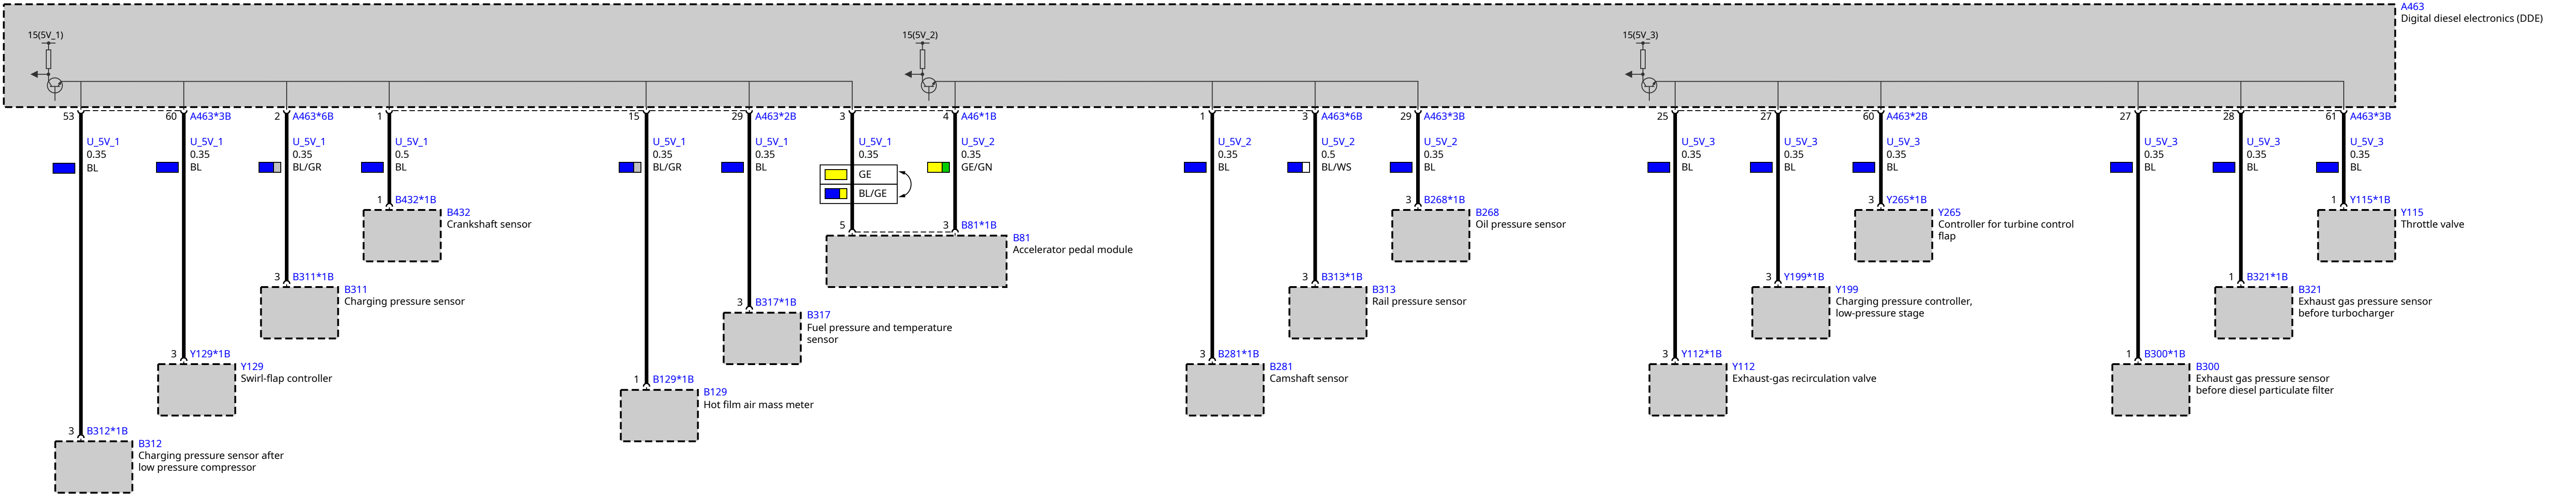 A463
Digital diesel electronics (DDE)
15(5V_1)
15(5V_2)
15(5V_3)
53
60
A463*3B
2
A463*6B
1
15
29
A463*2B
3
4
A46*1B
1
3
A463*6B
29
A463*3B
25
27
60
A463*2B
27
28
61
A463*3B
U_5V_1
0.35
BL
U_5V_1
0.35
BL
U_5V_1
0.35
BL/GR
U_5V_1
0.5
BL
U_5V_1
0.35
BL/GR
U_5V_1
0.35
BL
U_5V_1
0.35
GE
BL/GE
U_5V_2
0.35
GE/GN
U_5V_2
0.35
BL
U_5V_2
0.5
BL/WS
U_5V_2
0.35
BL
U_5V_3
0.35
BL
U_5V_3
0.35
BL
U_5V_3
0.35
BL
U_5V_3
0.35
BL
U_5V_3
0.35
BL
U_5V_3
0.35
BL
1
B432*1B
B432
Crankshaft sensor
5
3
B81*1B
B81
Accelerator pedal module
3
B268*1B
B268
Oil pressure sensor
3
Y265*1B
Y265
Controller for turbine control
flap
1
Y115*1B
Y115
Throttle valve
3
B311*1B
B311
Charging pressure sensor
3
B317*1B
B317
Fuel pressure and temperature
sensor
3
B313*1B
B313
Rail pressure sensor
3
Y199*1B
Y199
Charging pressure controller,
low-pressure stage
1
B321*1B
B321
Exhaust gas pressure sensor
before turbocharger
3
Y129*1B
Y129
Swirl-flap controller
1
B129*1B
B129
Hot film air mass meter
3
B281*1B
B281
Camshaft sensor
3
Y112*1B
Y112
Exhaust-gas recirculation valve
1
B300*1B
B300
Exhaust gas pressure sensor
before diesel particulate filter
3
B312*1B
B312
Charging pressure sensor after
low pressure compressor